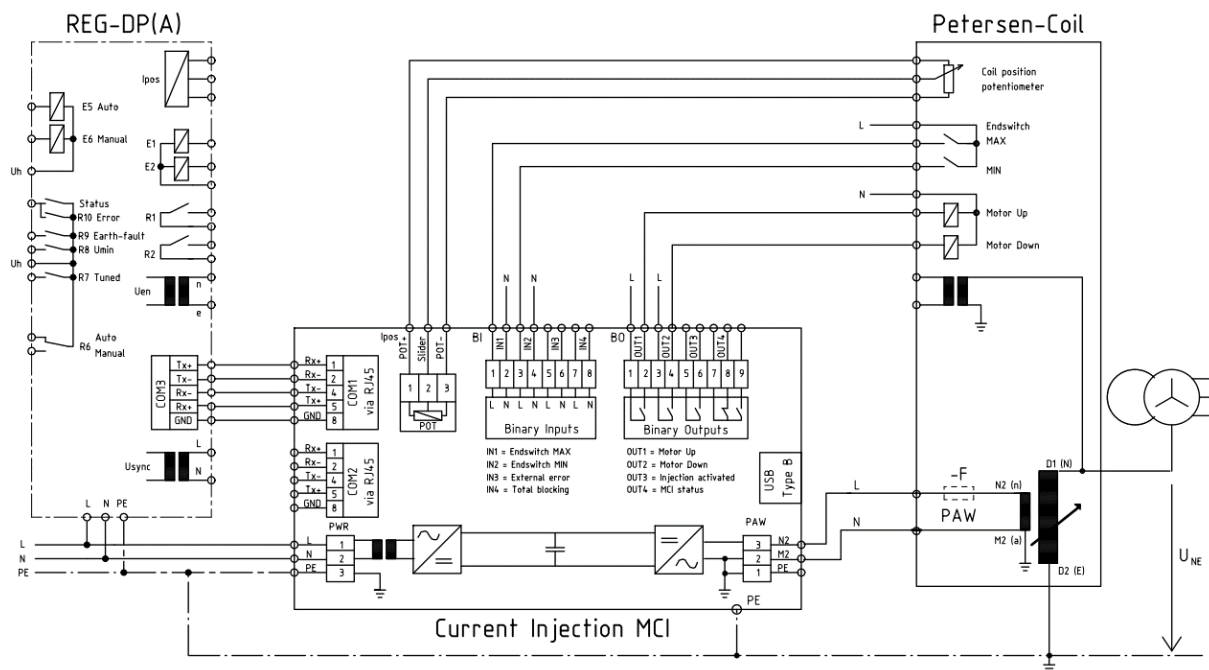 REG-DP(A)
Petersen-Coil
Ipos
E5 Auto
E6 Manual
Uh
E1
E2
Status
R10 Error
R9 Earth-fault
R8 Umin
Uh
R7 Tuned
R1
R2
Uen
n
e
R6
Auto
Manual
COM3
Tx+
Tx-
Rx-
Rx+
GND
Usync
L
N
L N PE
L
N
PE
Coil position
potentiometer
L
Endswitch
MAX
MIN
N
Motor Up
Motor Down
N N
L L
Ipos
POT+
Slider
POT-
1 2 3
POT
BI
IN1
IN2
IN3
IN4
1 2 3 4 5 6 7 8
L N L N L N L N
Binary Inputs
IN1 = Endswitch MAX
IN2 = Endswitch MIN
IN3 = External error
IN4 = Total blocking
BO
OUT1
OUT2
OUT3
OUT4
1 2 3 4 5 6 7 8 9
Binary Outputs
OUT1 = Motor Up
OUT2 = Motor Down
OUT3 = Injection activated
OUT4 = MCI status
Rx+ 1
Rx- 2
Tx- 4
Tx+ 5
GND 8
COM1
via RJ45
Rx+ 1
Rx- 2
Tx- 4
Tx+ 5
GND 8
COM2
via RJ45
USB
Type B
PWR
L 1
N 2
PE 3
PAW
3 N2
2 M2
1 PE
PE
L
N
-F
PAW
D1 (N)
N2 (n)
M2 (a)
D2 (E)
UNE
Current Injection MCI